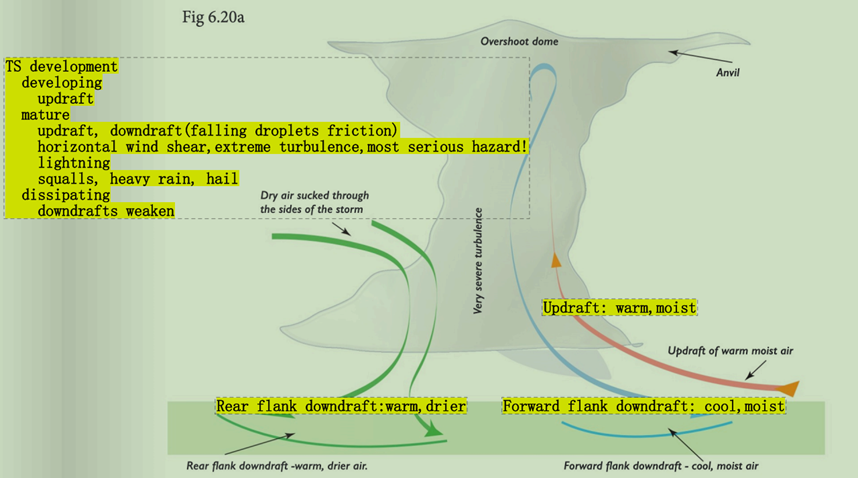 Fig 6.20a
Overshoot dome
Anvil
TS development
developing
updraft
mature
updraft, downdraft(falling droplets friction)
horizontal wind shear,extreme turbulence,most serious hazard!
lightning
squalls, heavy rain, hail
dissipating
downdrafts weaken
Dry air sucked through
the sides of the storm
Very severe turbulence
Updraft: warm,moist
Updraft of warm moist air
Rear flank downdraft:warm,drier
Forward flank downdraft: cool,moist
Rear flank downdraft -warm, drier air.
Forward flank downdraft - cool, moist air